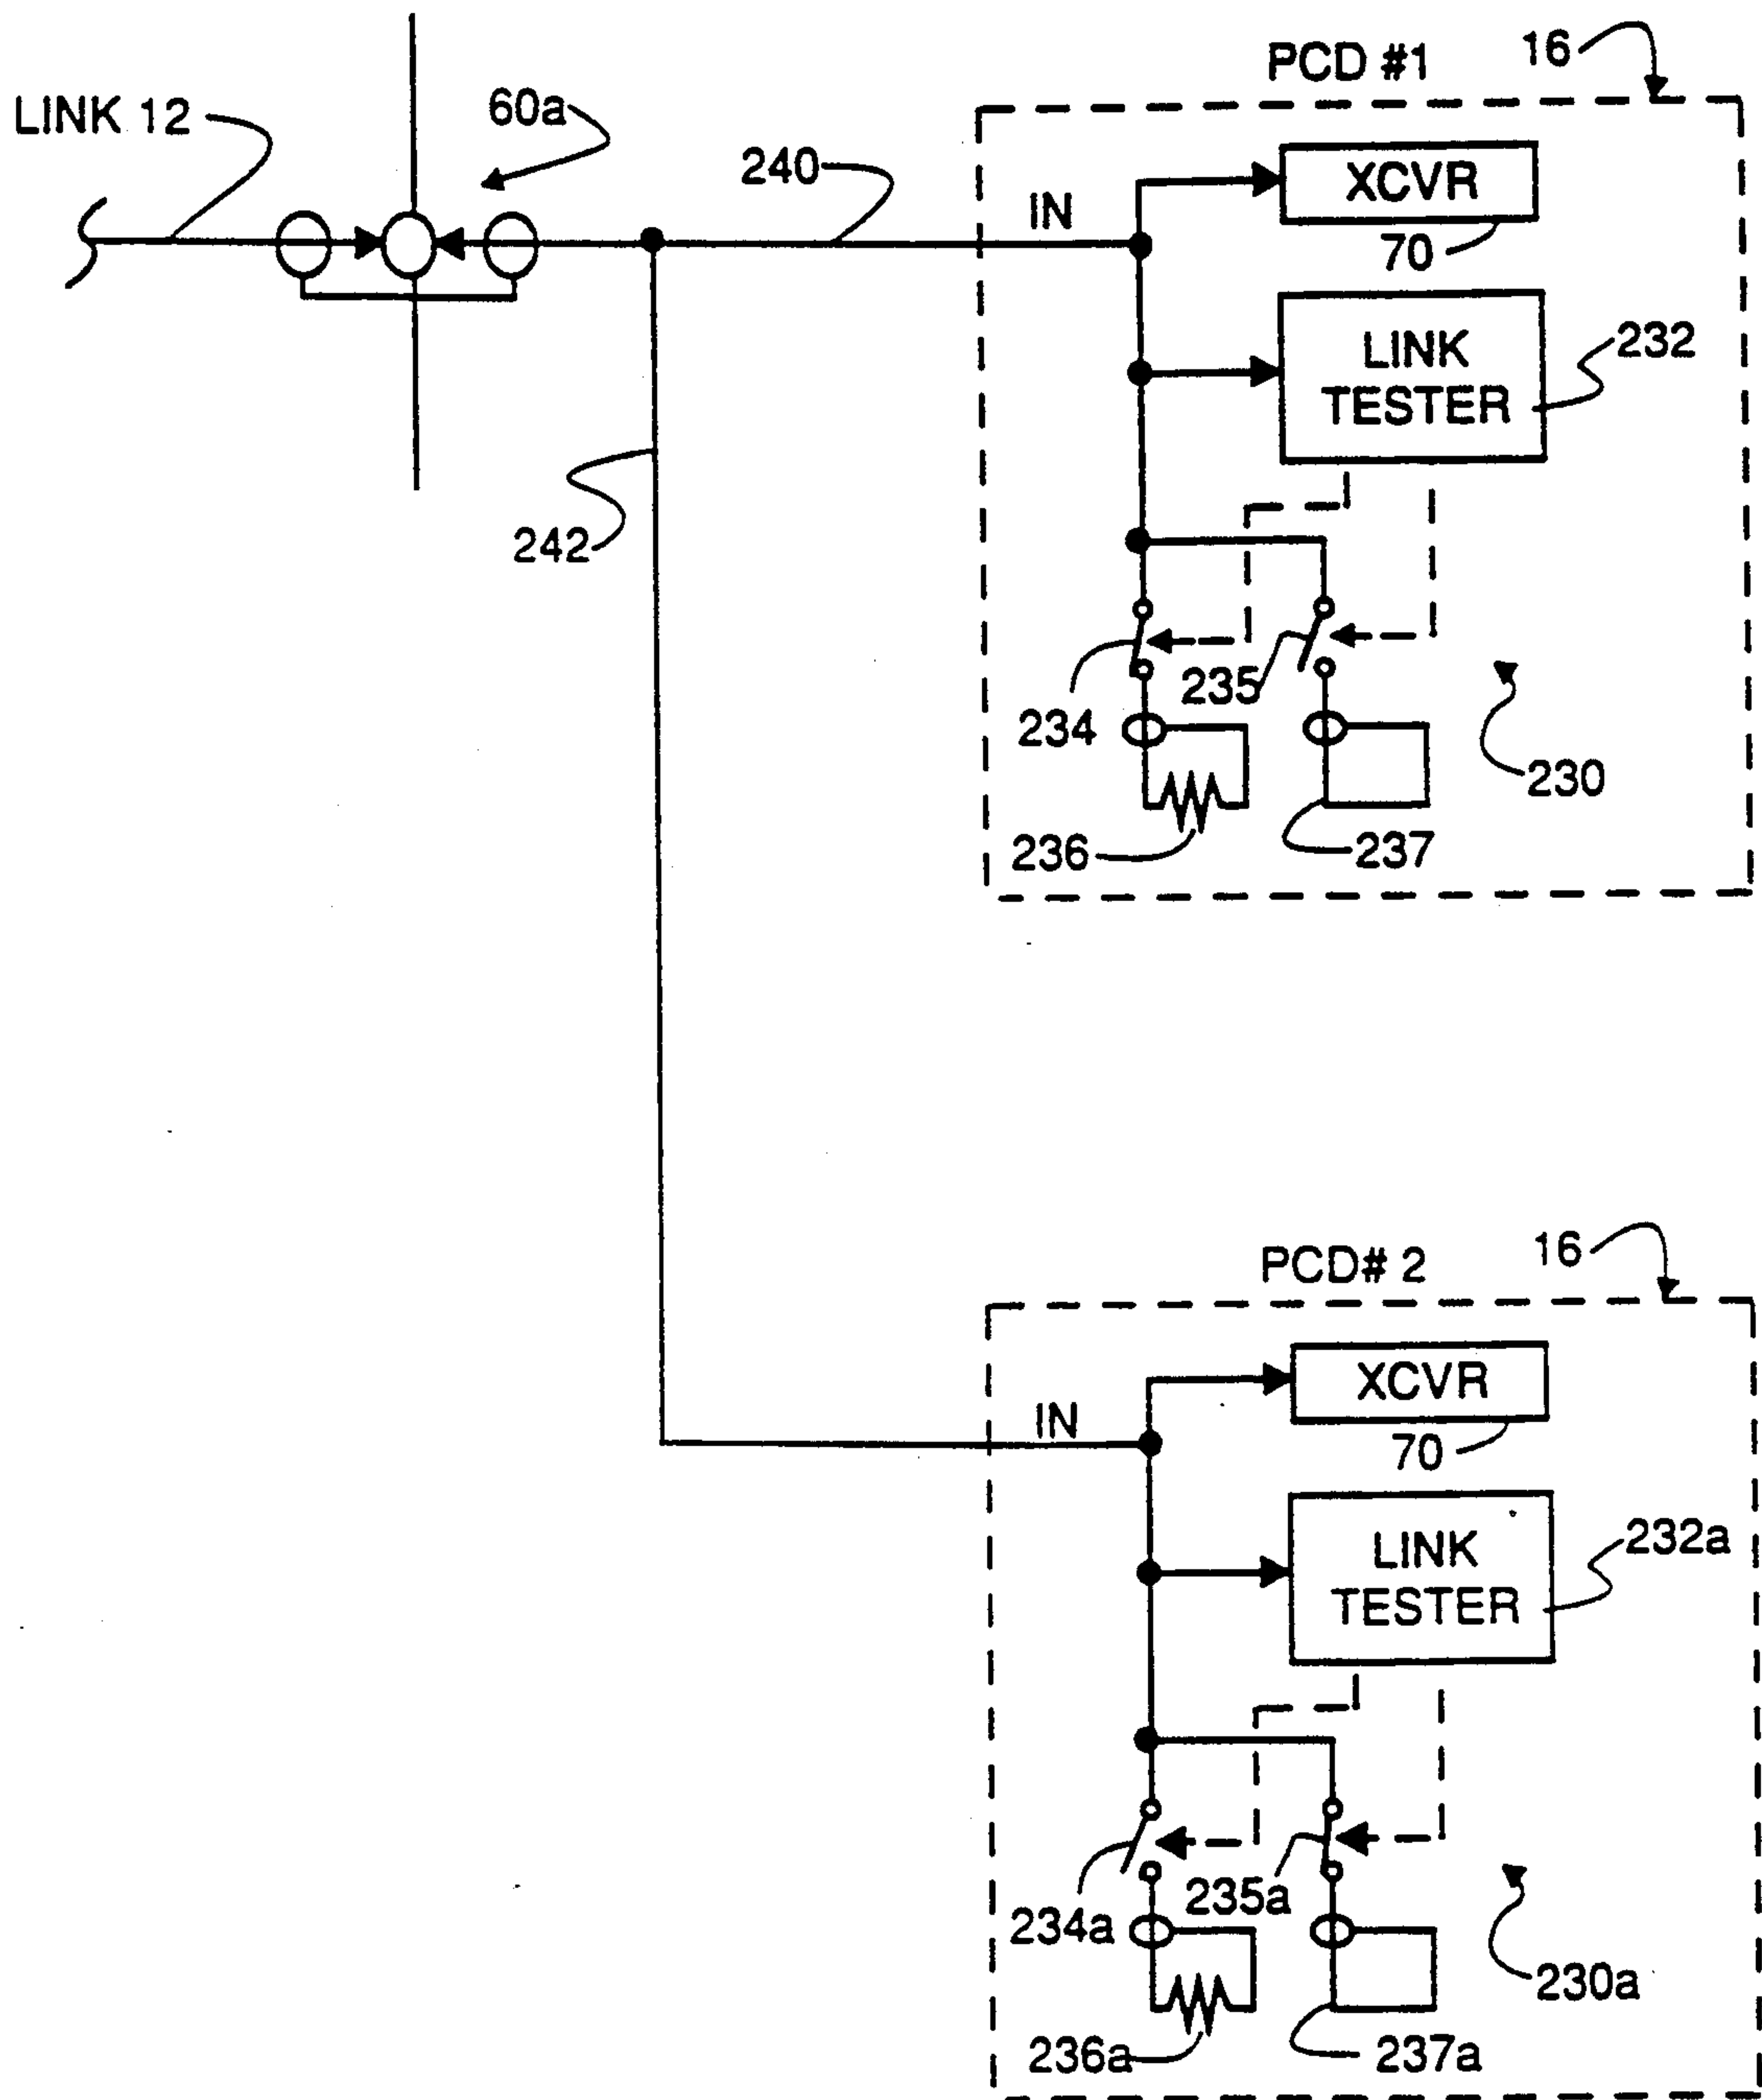 PCD #1
16
LINK 12
60a
240
IN
XCVR
70
LINK
TESTER
232
242
234
235
230
236
237
PCD# 2
16
IN
XCVR
70
LINK
TESTER
232a
234a
235a
230a
236a
237a